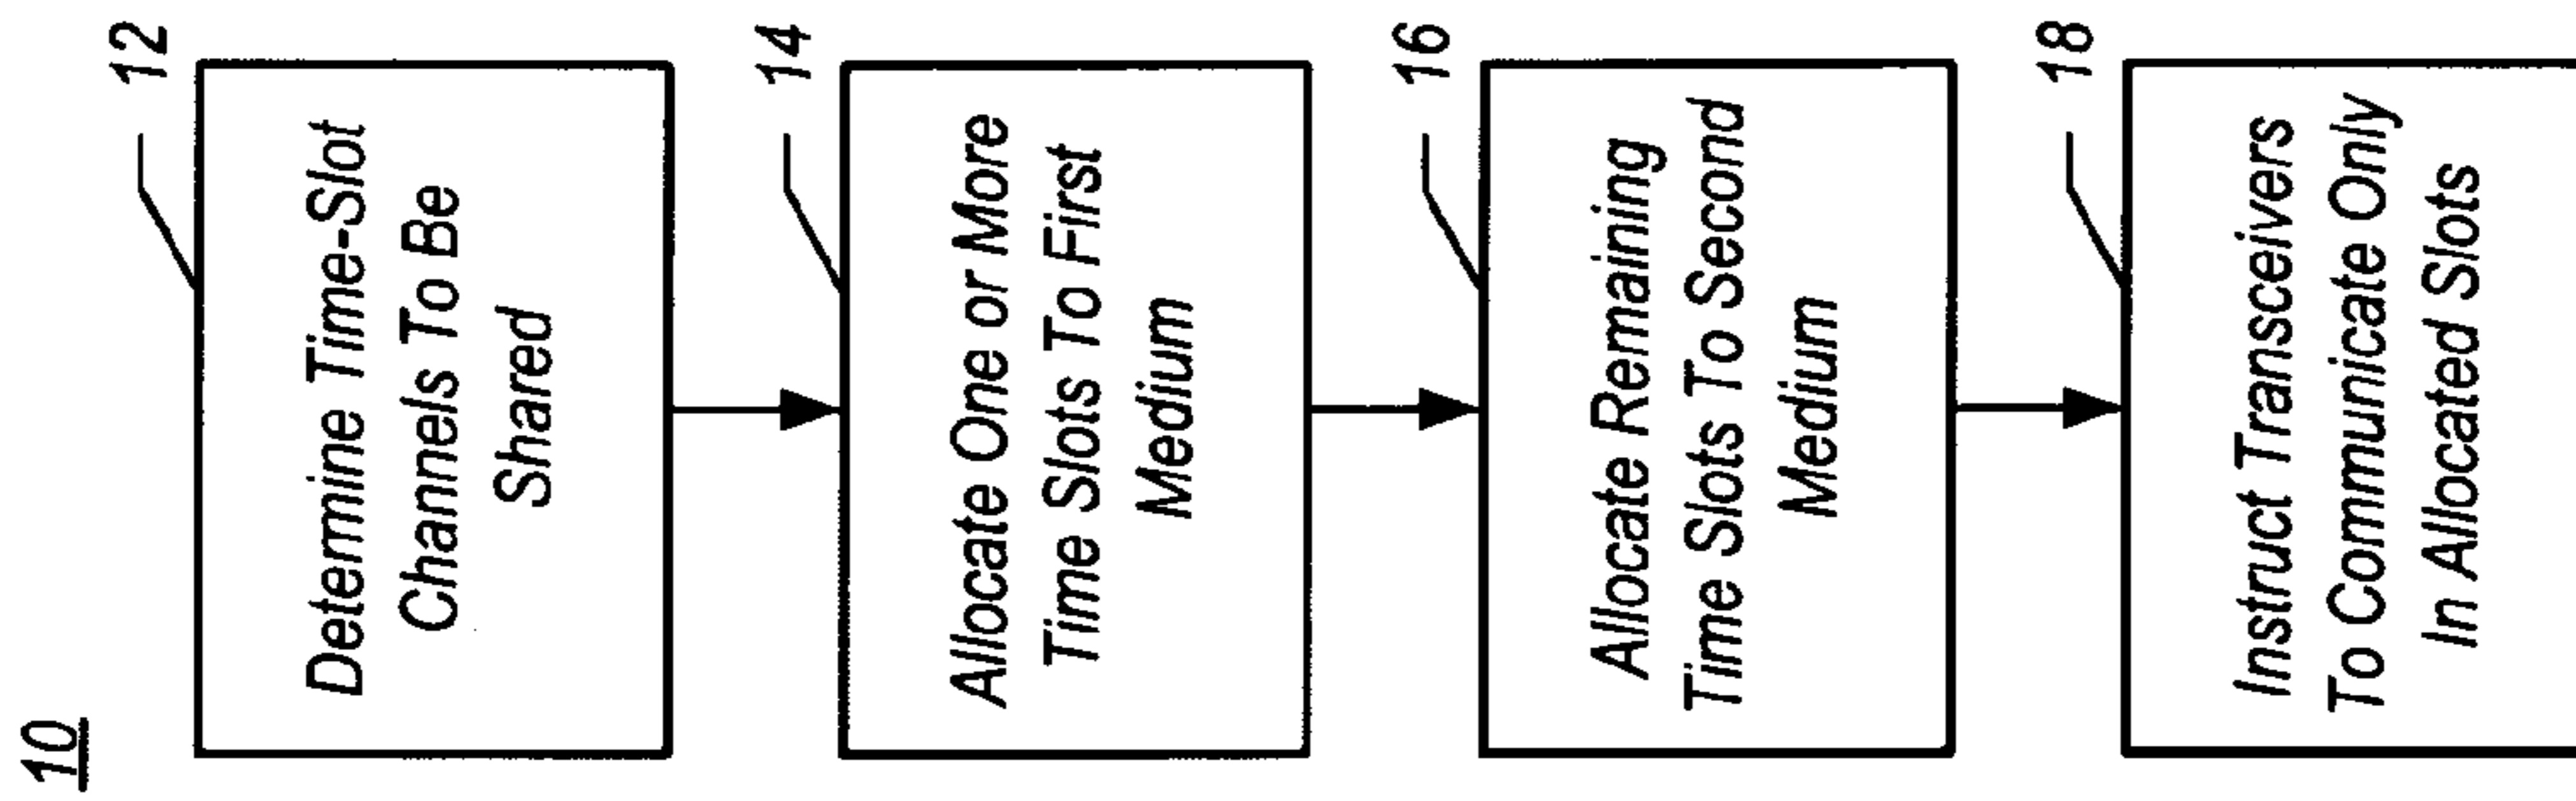 10
12
Determine Time-Slot
Channels To Be
Shared
14
Allocate One or More
Time Slots To First
Medium
16
Allocate Remaining
Time Slots To Second
Medium
18
Instruct Transceivers
To Communicate Only
In Allocated Slots